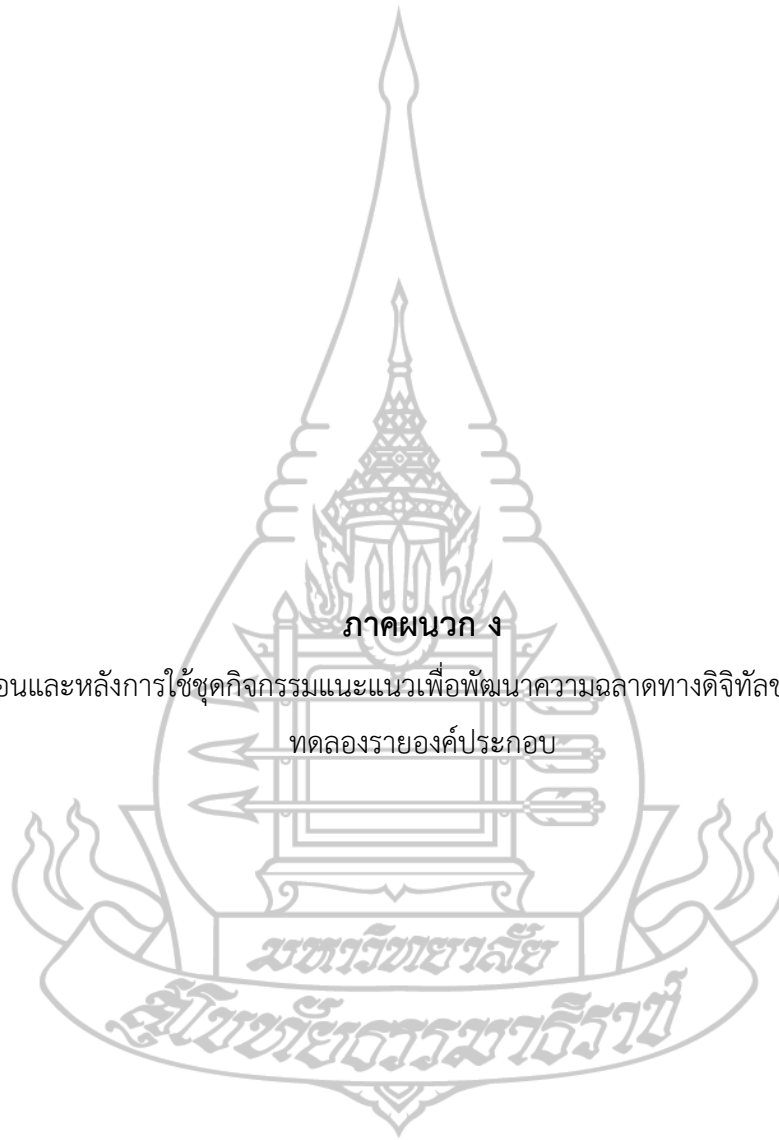 ภาคผนวก ง
อนและหลังการใช้ชุดกิจกรรมแนะแนวเพื่อพัฒนาความฉลาดทางดิจิทัลข
ทดลองรายองค์ประกอบ
มหาวิทยาลัย
สุโขทัยธรรมาธิราช